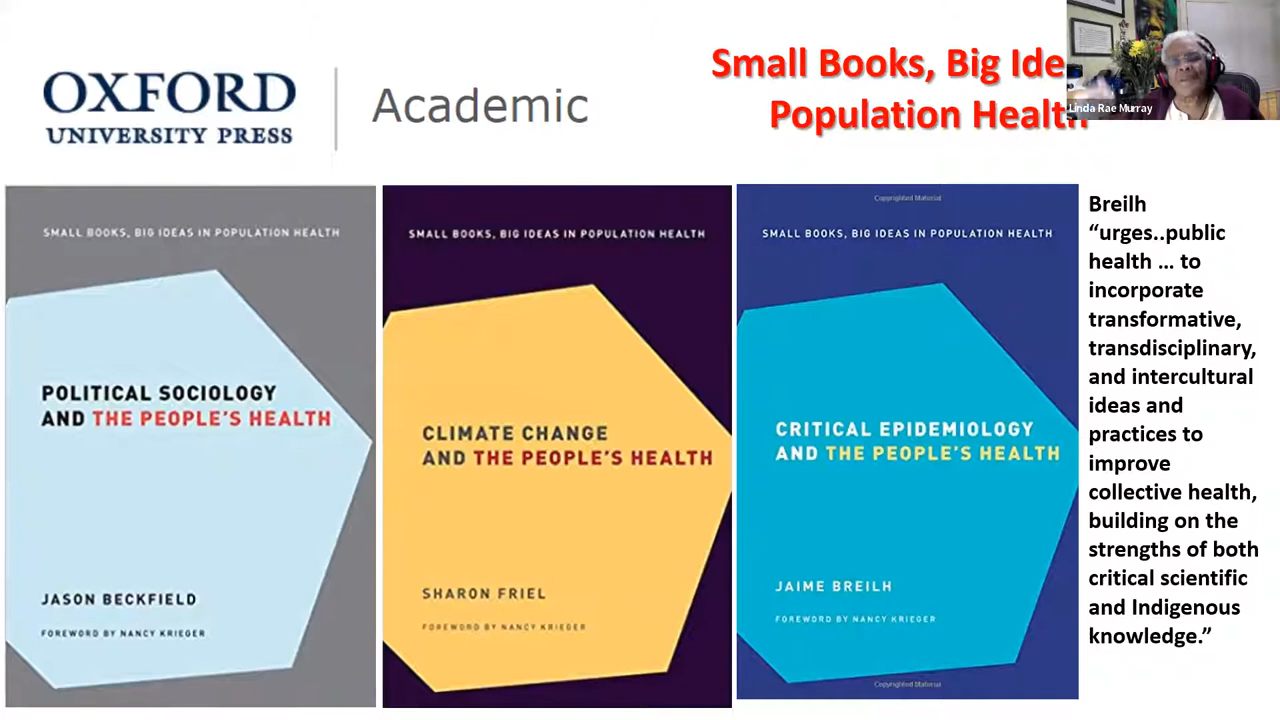 OXFORD
UNIVERSITY PRESS
Academic
Small Books, Big Ide
Population Health
Linda Rae Murray
SMALL BOOKS, BIG IDEAS IN POPULATION HEALTH
POLITICAL SOCIOLOGY
AND THE PEOPLE'S HEALTH
JASON BECKFIELD
FOREWORD BY NANCY KRIEGER
SMALL BOOKS, BIG IDEAS IN POPULATION HEALTH
CLIMATE CHANGE
AND THE PEOPLE'S HEALTH
SHARON FRIEL
FOREWORD BY NANCY KRIEGER
Copyrighted Material
SMALL BOOKS, BIG IDEAS IN POPULATION HEALTH
CRITICAL EPIDEMIOLOGY
AND THE PEOPLE'S HEALTH
JAIME BREILH
FOREWORD BY NANCY KRIEGER
Copyrighted Material
Breilh
“urges..public
health ... to
incorporate
transformative,
transdisciplinary,
and intercultural
ideas and
practices to
improve
collective health,
building on the
strengths of both
critical scientific
and Indigenous
knowledge.”